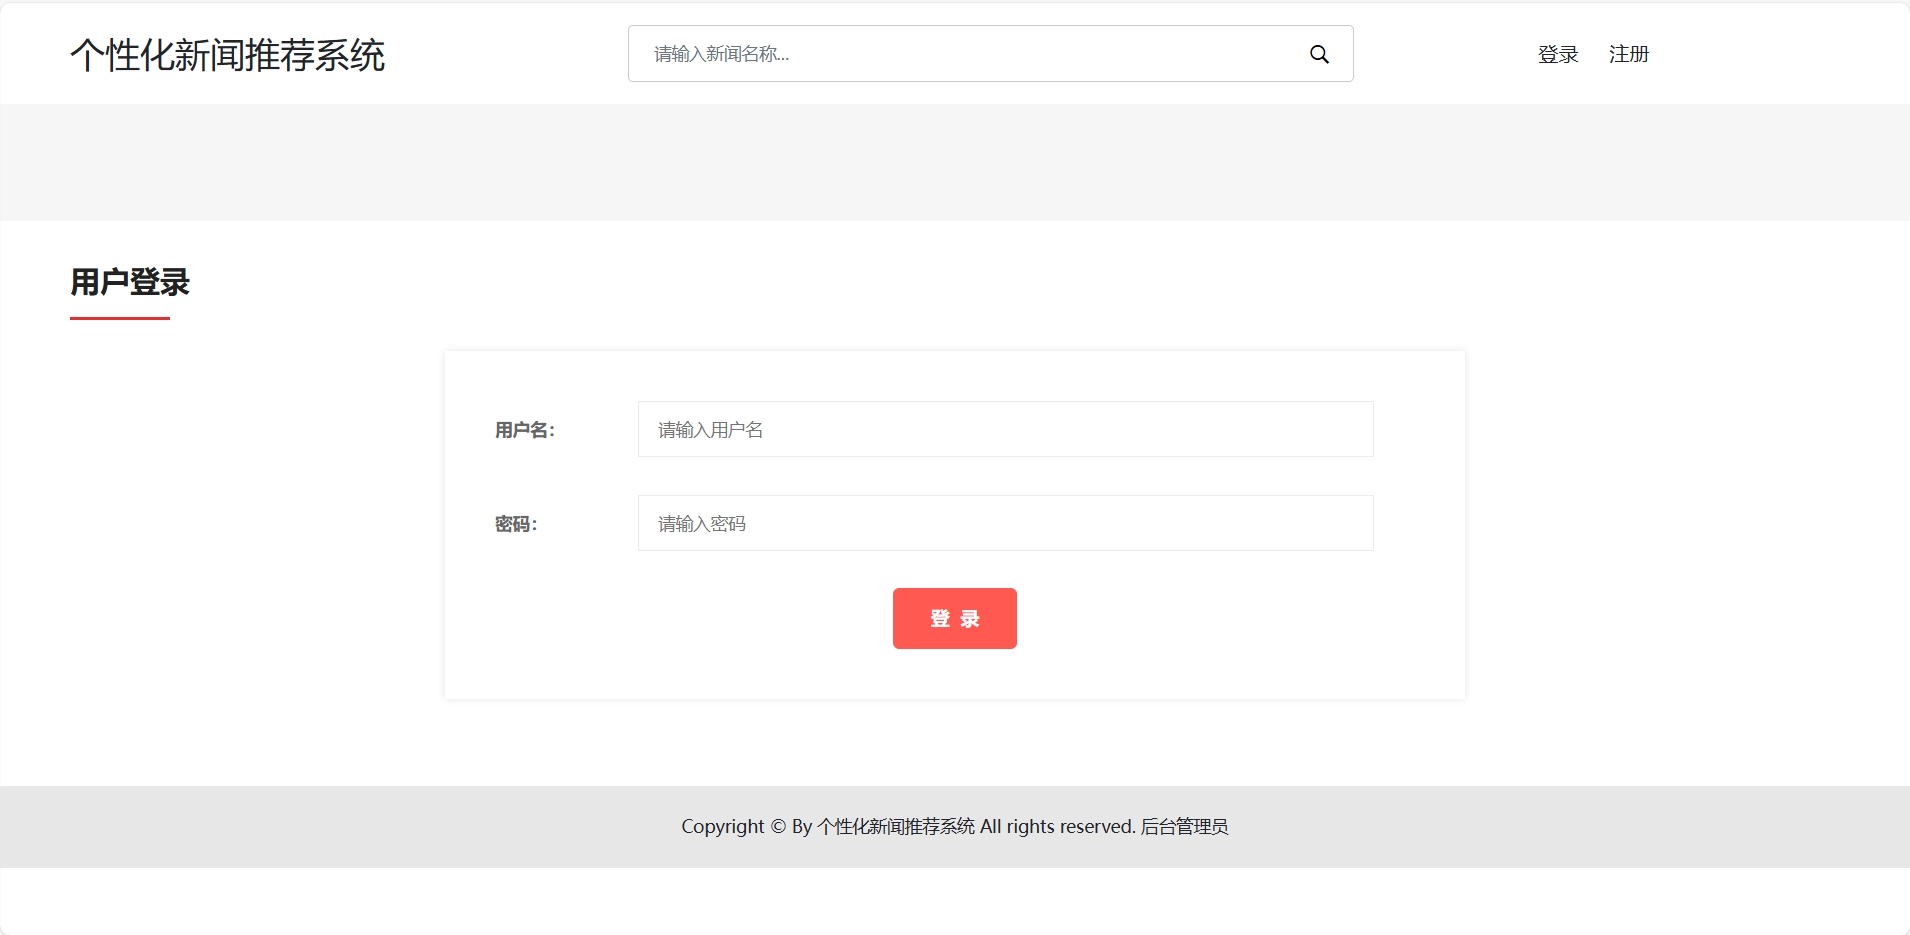 个性化新闻推荐系统
请输入新闻名称...
登录 注册
用户登录
用户名：
请输入用户名
密码：
请输入密码
登 录
Copyright © By 个性化新闻推荐系统 All rights reserved. 后台管理员